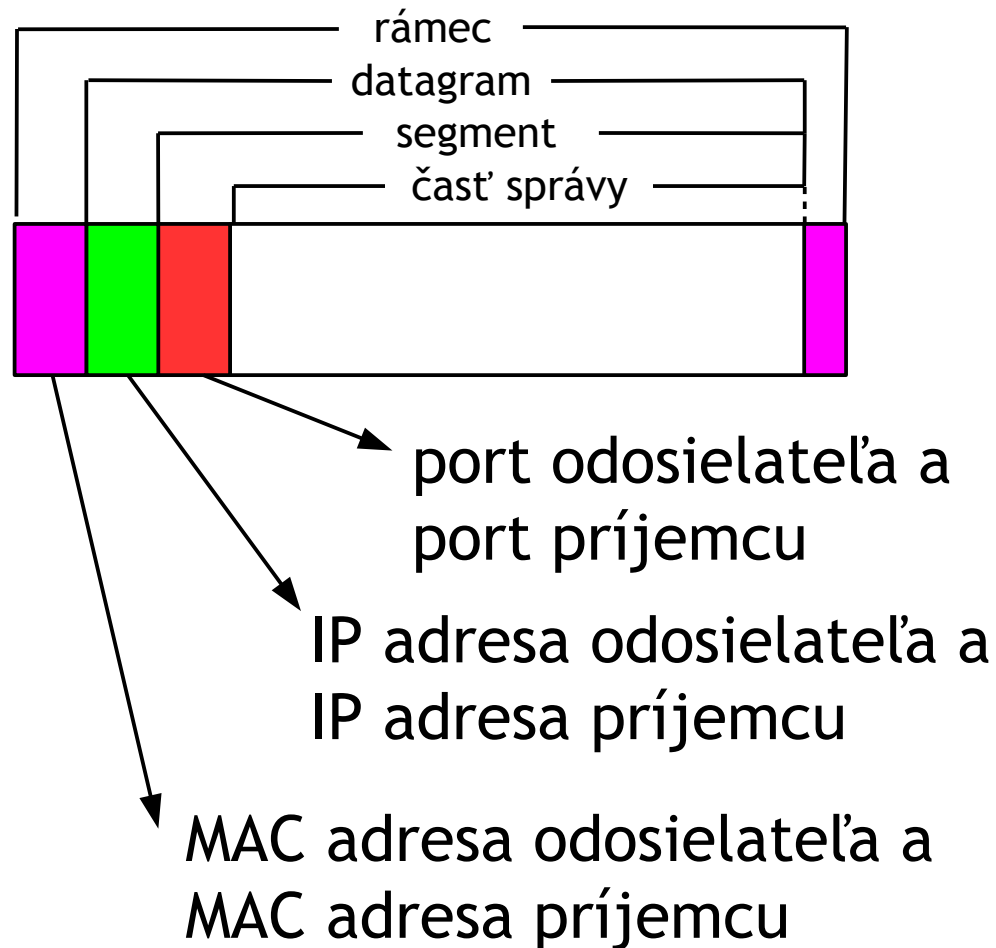 rámec
datagram
segment
časť správy
port odosielateľa a
port príjemcu
IP adresa odosielateľa a
IP adresa príjemcu
MAC adresa odosielateľa a
MAC adresa príjemcu